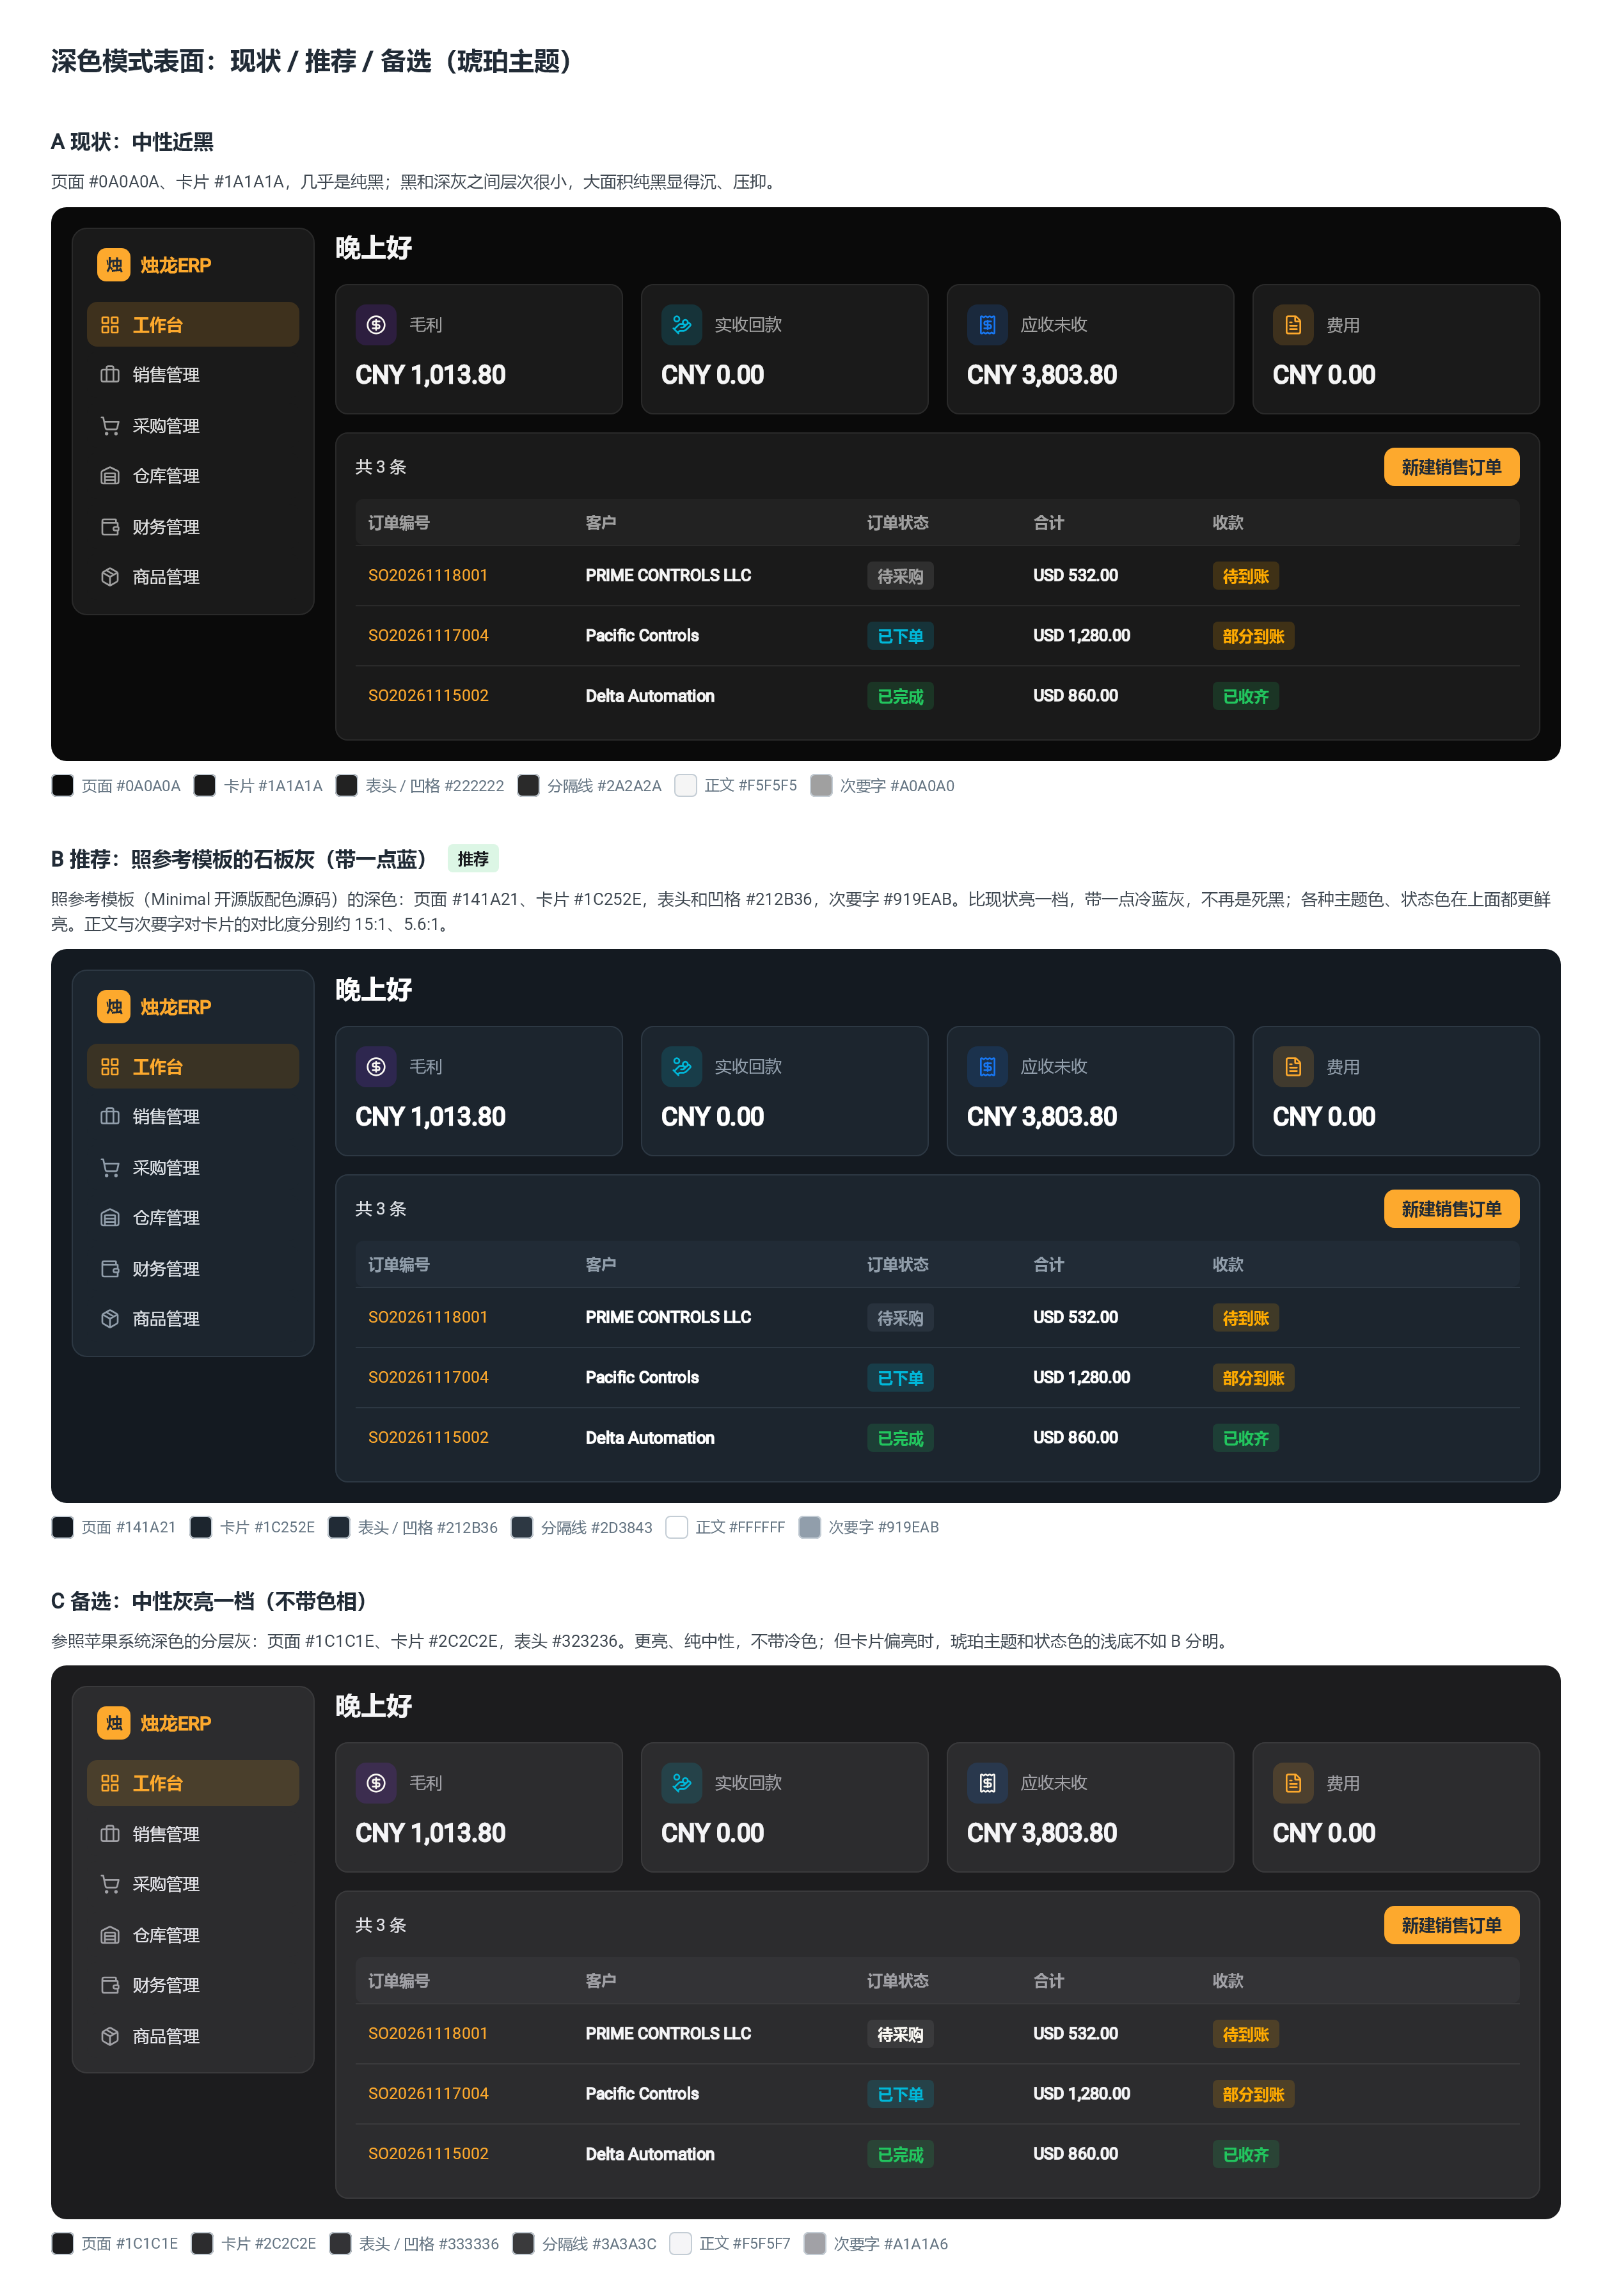 深色模式表面：现状 / 推荐 / 备选（琥珀主题）
A 现状：中性近黑
页面 #0A0A0A、卡片 #1A1A1A，几乎是纯黑；黑和深灰之间层次很小，大面积纯黑显得沉、压抑。
烛 烛龙ERP
工作台
销售管理
采购管理
仓库管理
财务管理
商品管理
晚上好
毛利
CNY 1,013.80
实收回款
CNY 0.00
应收未收
CNY 3,803.80
费用
CNY 0.00
共 3 条
新建销售订单
订单编号 客户 订单状态 合计 收款
SO20261118001 PRIME CONTROLS LLC 待采购 USD 532.00 待到账
SO20261117004 Pacific Controls 已下单 USD 1,280.00 部分到账
SO20261115002 Delta Automation 已完成 USD 860.00 已收齐
页面 #0A0A0A 卡片 #1A1A1A 表头 / 凹格 #222222 分隔线 #2A2A2A 正文 #F5F5F5 次要字 #A0A0A0
B 推荐：照参考模板的石板灰（带一点蓝） 推荐
照参考模板（Minimal 开源版配色源码）的深色：页面 #141A21、卡片 #1C252E，表头和凹格 #212B36，次要字 #919EAB。比现状亮一档，带一点冷蓝灰，不再是死黑；各种主题色、状态色在上面都更鲜
亮。正文与次要字对卡片的对比度分别约 15:1、5.6:1。
烛 烛龙ERP
工作台
销售管理
采购管理
仓库管理
财务管理
商品管理
晚上好
毛利
CNY 1,013.80
实收回款
CNY 0.00
应收未收
CNY 3,803.80
费用
CNY 0.00
共 3 条
新建销售订单
订单编号 客户 订单状态 合计 收款
SO20261118001 PRIME CONTROLS LLC 待采购 USD 532.00 待到账
SO20261117004 Pacific Controls 已下单 USD 1,280.00 部分到账
SO20261115002 Delta Automation 已完成 USD 860.00 已收齐
页面 #141A21 卡片 #1C252E 表头 / 凹格 #212B36 分隔线 #2D3843 正文 #FFFFFF 次要字 #919EAB
C 备选：中性灰亮一档（不带色相）
参照苹果系统深色的分层灰：页面 #1C1C1E、卡片 #2C2C2E，表头 #323236。更亮、纯中性，不带冷色；但卡片偏亮时，琥珀主题和状态色的浅底不如 B 分明。
烛 烛龙ERP
工作台
销售管理
采购管理
仓库管理
财务管理
商品管理
晚上好
毛利
CNY 1,013.80
实收回款
CNY 0.00
应收未收
CNY 3,803.80
费用
CNY 0.00
共 3 条
新建销售订单
订单编号 客户 订单状态 合计 收款
SO20261118001 PRIME CONTROLS LLC 待采购 USD 532.00 待到账
SO20261117004 Pacific Controls 已下单 USD 1,280.00 部分到账
SO20261115002 Delta Automation 已完成 USD 860.00 已收齐
页面 #1C1C1E 卡片 #2C2C2E 表头 / 凹格 #333336 分隔线 #3A3A3C 正文 #F5F5F7 次要字 #A1A1A6